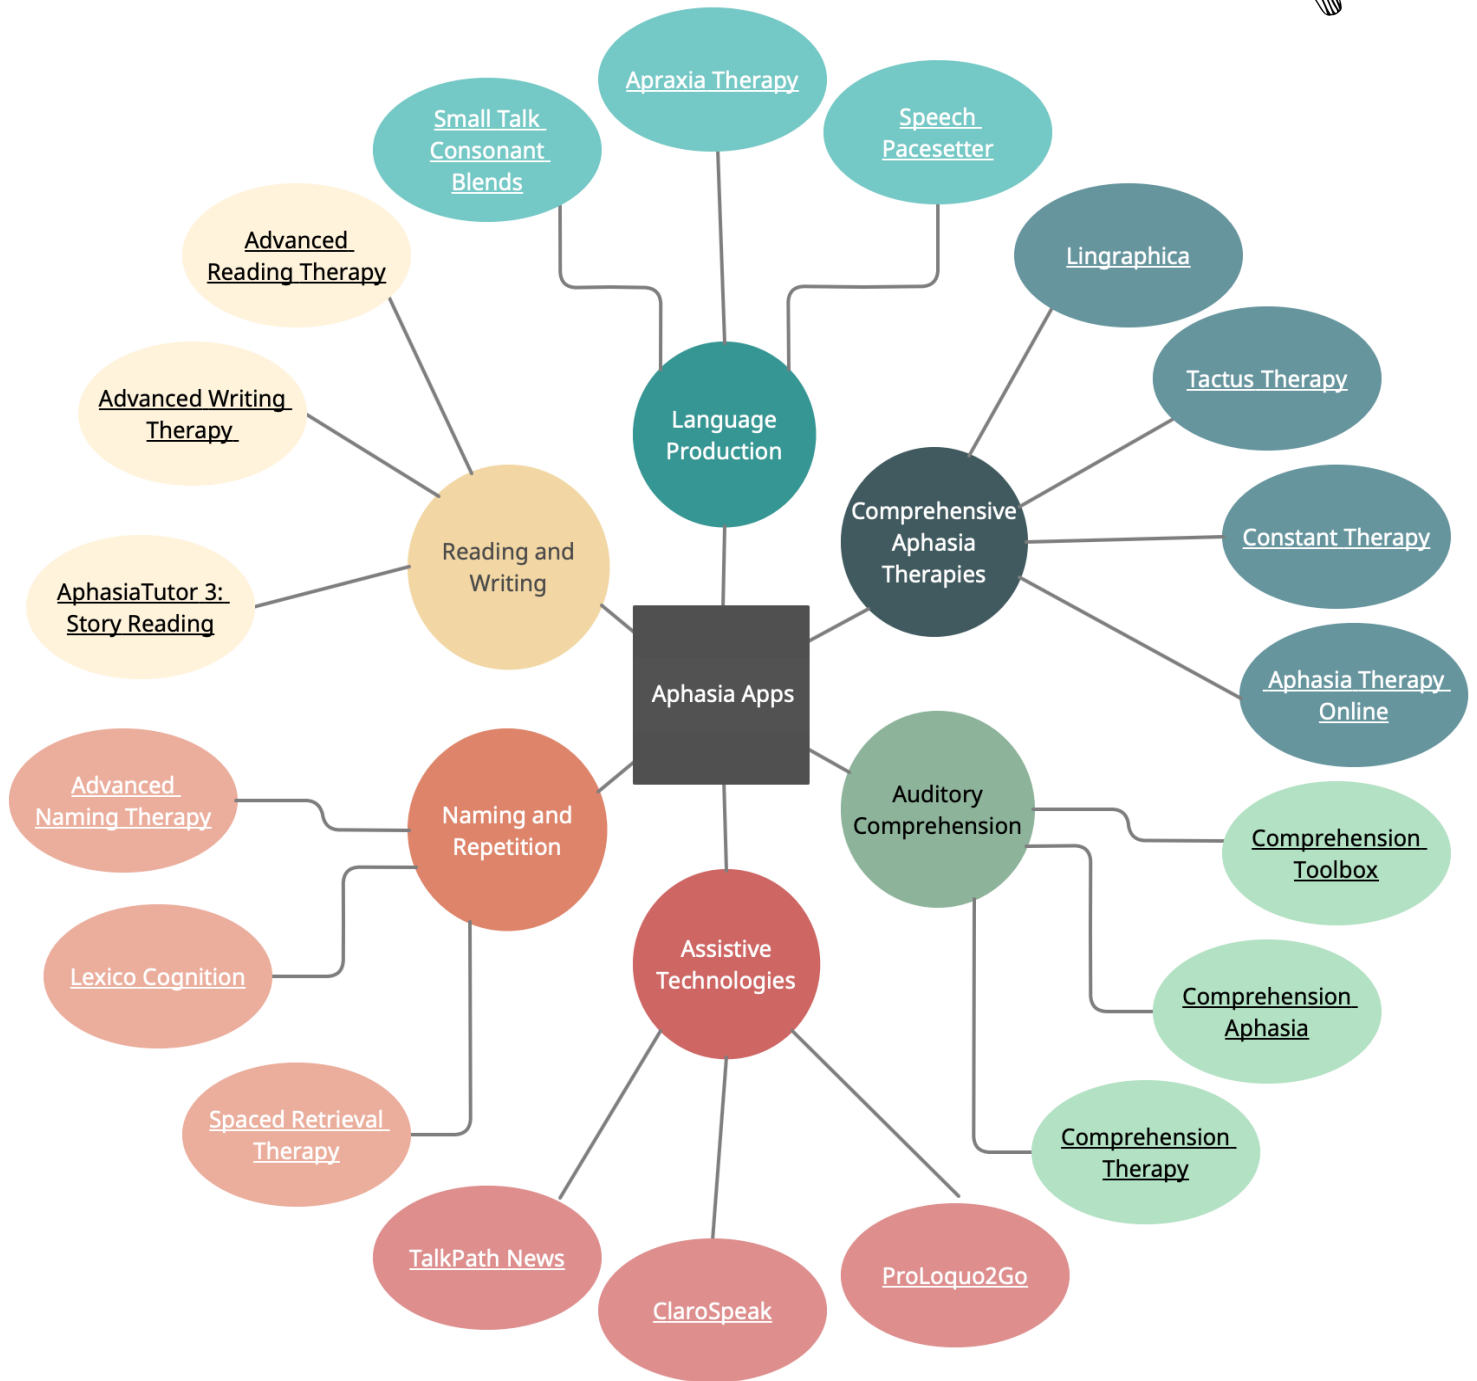 Apraxia Therapy
Small Talk
Consonant
Blends
Speech
Pacesetter
Advanced
Reading Therapy
Lingraphica
Tactus Therapy
Advanced Writing
Therapy
Language
Production
Comprehensive
Aphasia
Therapies
Constant Therapy
Reading and
Writing
AphasiaTutor 3:
Story Reading
Aphasia Apps
Aphasia Therapy
Online
Advanced
Naming Therapy
Naming and
Repetition
Auditory
Comprehension
Comprehension
Toolbox
Lexico Cognition
Assistive
Technologies
Comprehension
Aphasia
Spaced Retrieval
Therapy
Comprehension
Therapy
TalkPath News
ClaroSpeak
ProLoquo2Go